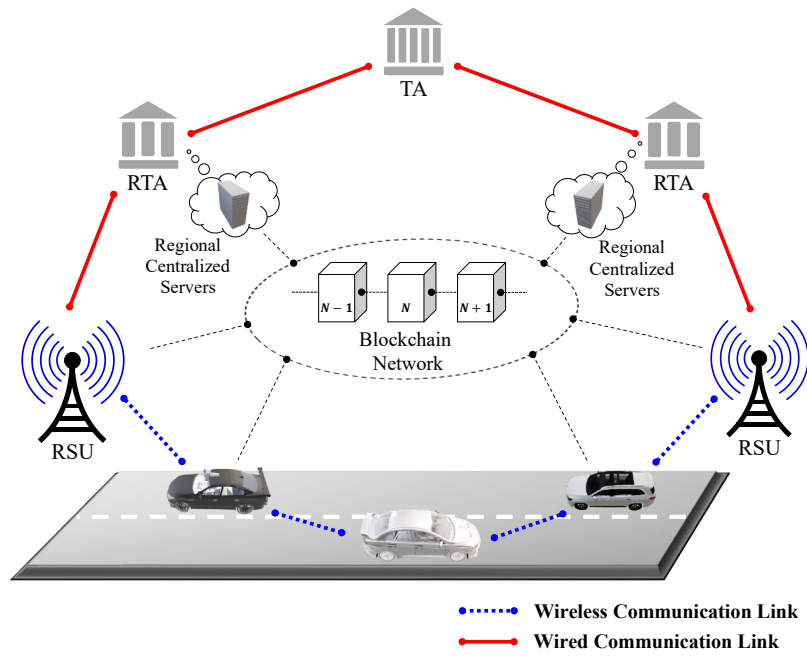 TA
RTA
RTA
Regional
Centralized
Servers
Regional
Centralized
Servers
N − 1
N
N + 1
Blockchain
Network
RSU
RSU
Wireless Communication Link
Wired Communication Link